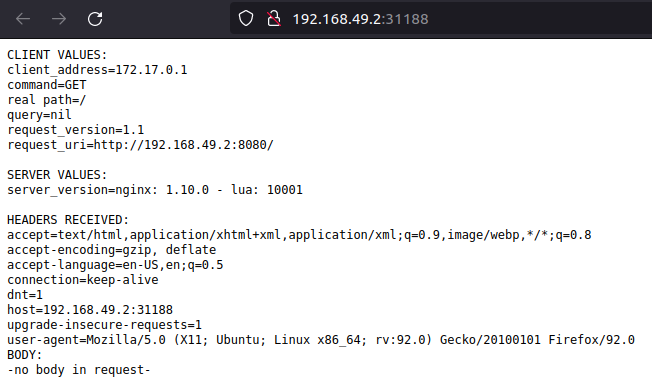 192.168.49.2:31188
CLIENT VALUES:
client_address=172.17.0.1
command=GET
real path=/
query=nil
request_version=1.1
request_uri=http://192.168.49.2:8080/
SERVER VALUES:
server_version=nginx: 1.10.0 - lua: 10001
HEADERS RECEIVED:
accept=text/html,application/xhtml+xml,application/xml;q=0.9,image/webp,*/*;q=0.8
accept-encoding=gzip, deflate
accept-language=en-US,en;q=0.5
connection=keep-alive
dnt=1
host=192.168.49.2:31188
upgrade-insecure-requests=1
user-agent=Mozilla/5.0 (X11; Ubuntu; Linux x86_64; rv:92.0) Gecko/20100101 Firefox/92.0
BODY:
-no body in request-